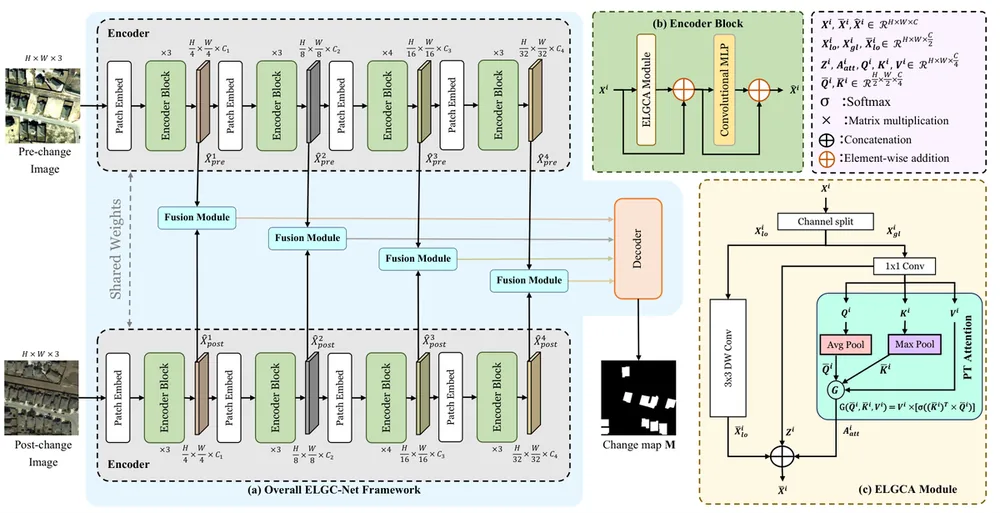 Encoder
H × W × 3
Pre-change
Image
Patch Embed
×3
Encoder Block
H/4 × W/4 × C₁
Patch Embed
×3
Encoder Block
H/8 × W/8 × C₂
Patch Embed
×4
Encoder Block
H/16 × W/16 × C₃
Patch Embed
×3
Encoder Block
H/32 × W/32 × C₄
X̂¹pre
X̂²pre
X̂³pre
X̂⁴pre
Shared Weights
Fusion Module
Fusion Module
Fusion Module
Fusion Module
Decoder
X̂¹post
X̂²post
X̂³post
X̂⁴post
H × W × 3
Post-change
Image
Patch Embed
Encoder Block
×3
H/4 × W/4 × C₁
Patch Embed
Encoder Block
×3
H/8 × W/8 × C₂
Patch Embed
Encoder Block
×4
H/16 × W/16 × C₃
Patch Embed
Encoder Block
×3
H/32 × W/32 × C₄
Encoder
Change map M
(a) Overall ELGC-Net Framework
(b) Encoder Block
Xⁱ
ELGCA Module
Convolutional MLP
X̂ⁱ
Xⁱ, X̄ⁱ, X̂ⁱ ∈ ℛ^(H×W×C)
Xⁱlo, Xⁱgl, X̄ⁱlo ∈ ℛ^(H×W×C/2)
Zⁱ, Aⁱatt, Qⁱ, Kⁱ, Vⁱ ∈ ℛ^(H×W×C/4)
Q̄ⁱ, K̄ⁱ ∈ ℛ^(H/2×W/2×C/4)
σ :Softmax
× :Matrix multiplication
⊕ :Concatenation
⊕ :Element-wise addition
Xⁱ
Channel split
Xⁱlo
Xⁱgl
1x1 Conv
3x3 DW Conv
Qⁱ
Kⁱ
Vⁱ
Avg Pool
Max Pool
PT Attention
Q̄ⁱ
K̄ⁱ
G
G(Q̄ⁱ, K̄ⁱ, Vⁱ) = Vⁱ ×[σ((K̄ⁱ)ᵀ × Q̄ⁱ)]
X̄ⁱlo
Zⁱ
Aⁱatt
X̄ⁱ
(c) ELGCA Module